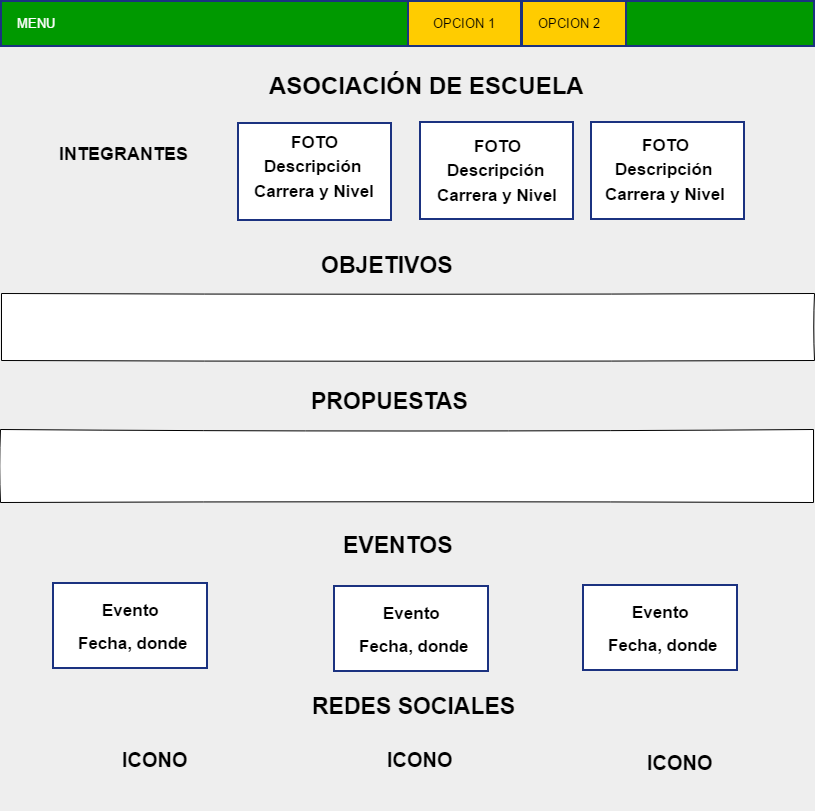 MENU
OPCION 1
OPCION 2
ASOCIACIÓN DE ESCUELA
INTEGRANTES
FOTO
Descripción
Carrera y Nivel
FOTO
Descripción
Carrera y Nivel
FOTO
Descripción
Carrera y Nivel
OBJETIVOS
PROPUESTAS
EVENTOS
Evento
Fecha, donde
Evento
Fecha, donde
Evento
Fecha, donde
REDES SOCIALES
ICONO
ICONO
ICONO